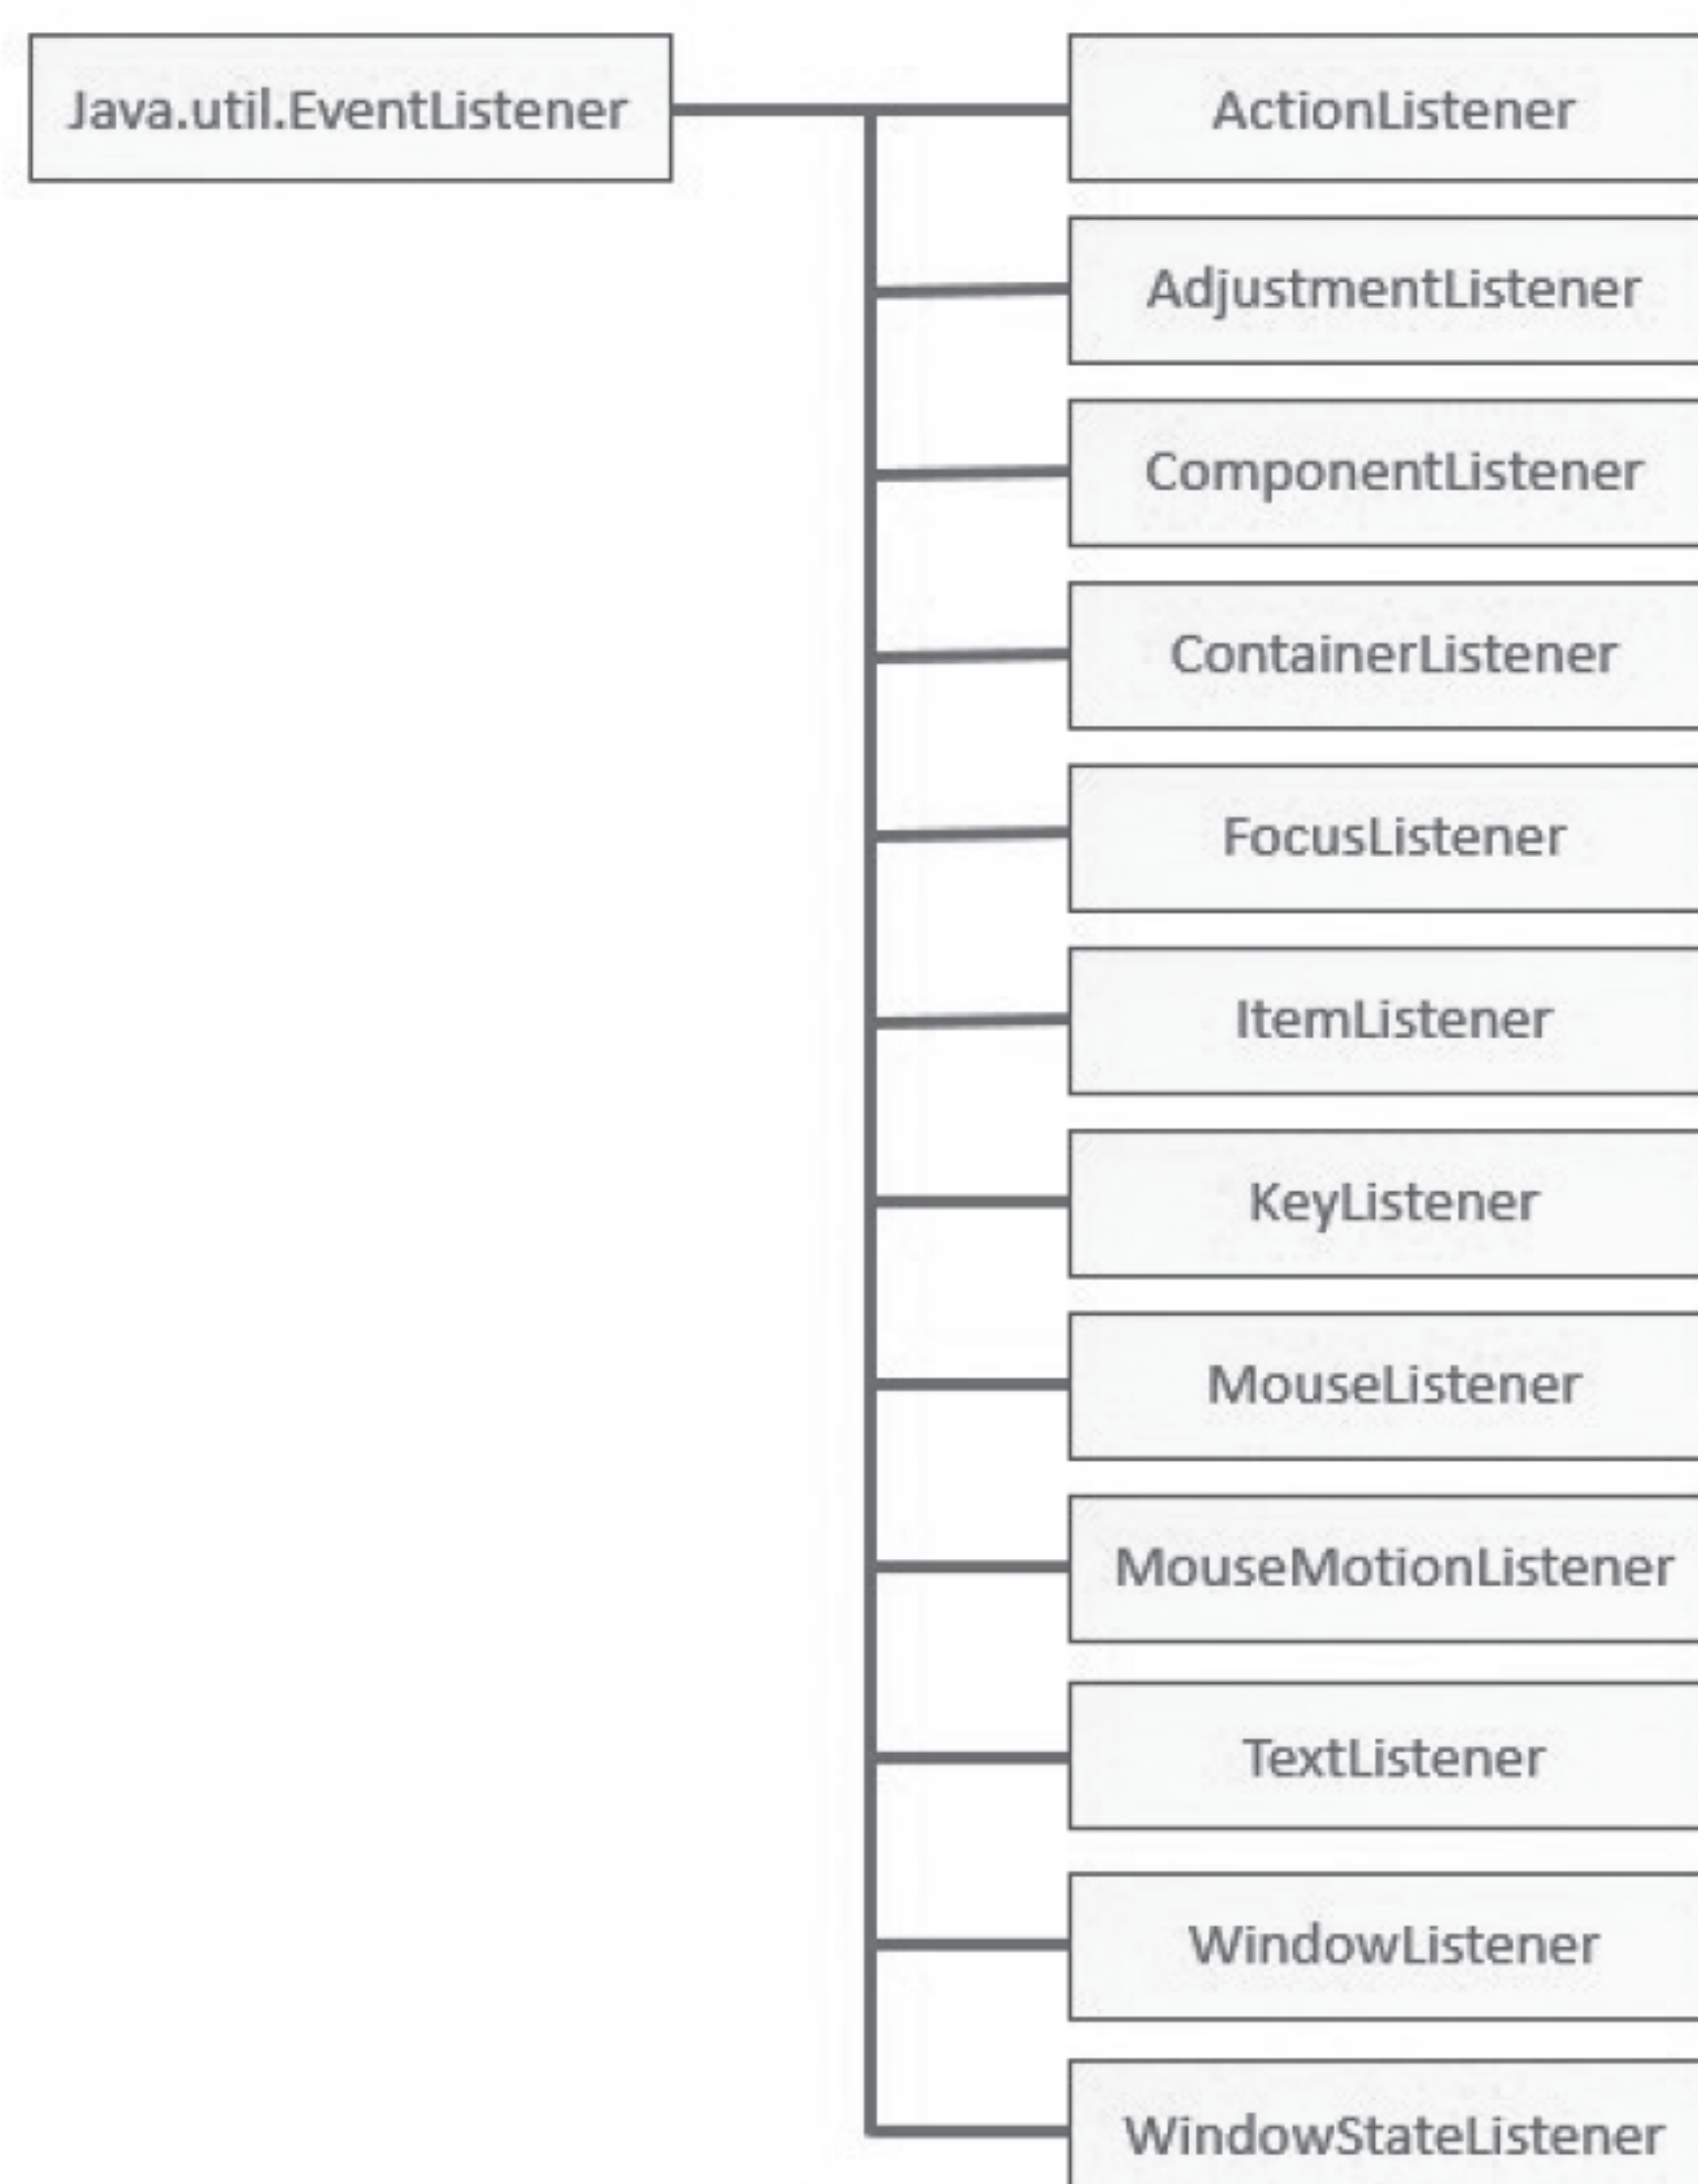 Java.util.EventListener
ActionListener
AdjustmentListener
ComponentListener
ContainerListener
FocusListener
ItemListener
KeyListener
MouseListener
MouseMotionListener
TextListener
WindowListener
WindowStateListener